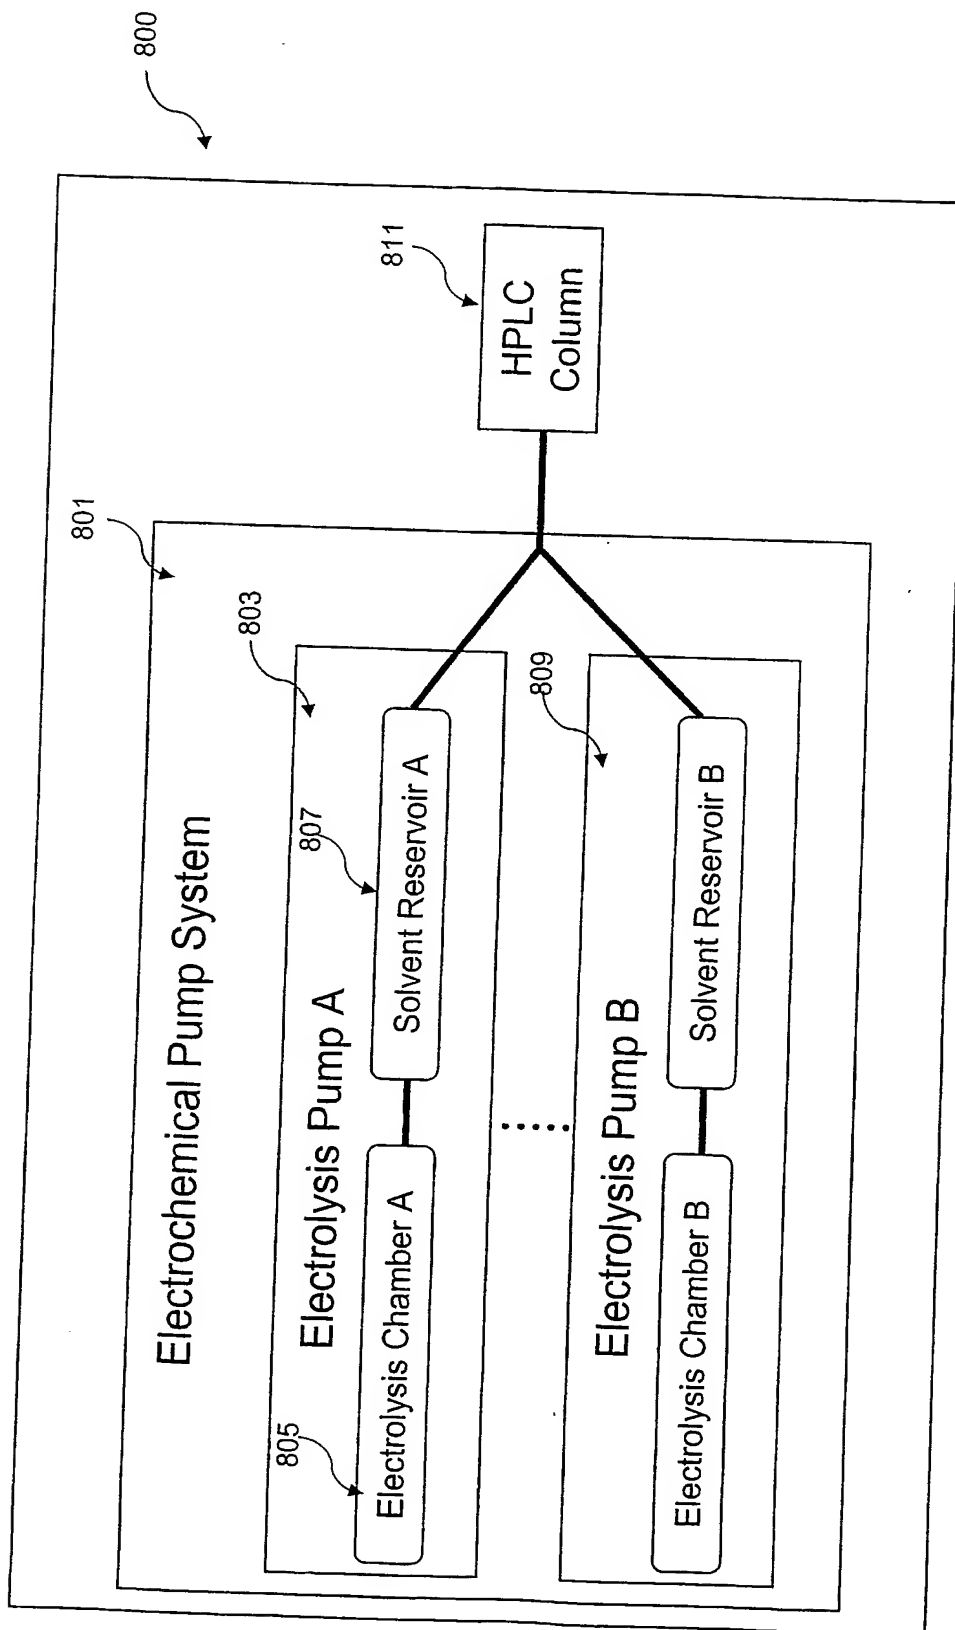 800
801
Electrochemical Pump System
803
Electrolysis Pump A
805
Electrolysis Chamber A
807
Solvent Reservoir A
809
Electrolysis Pump B
Electrolysis Chamber B
Solvent Reservoir B
811
HPLC
Column